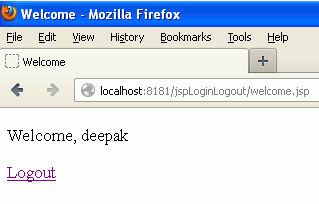 Welcome - Mozilla Firefox
File Edit View History Bookmarks Tools Help
Welcome
localhost:8181/jspLoginLogout/welcome.jsp
Welcome, deepak
Logout